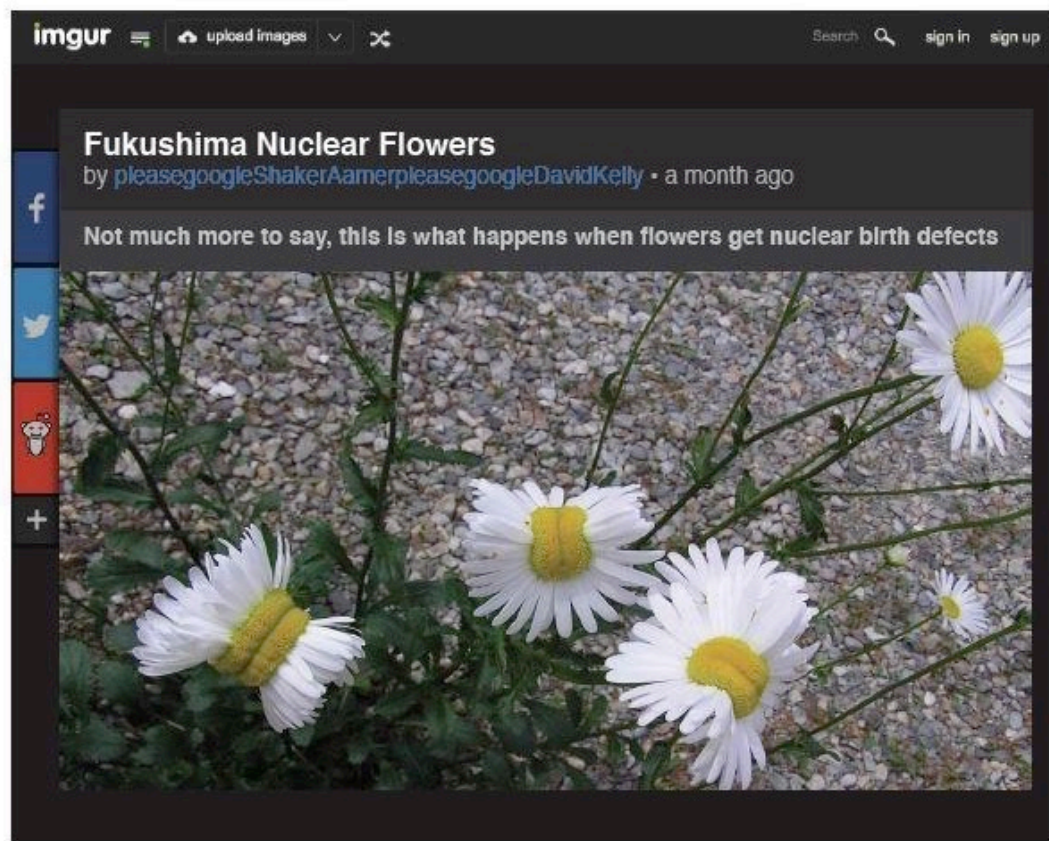 imgur upload images Search sign in sign up
Fukushima Nuclear Flowers
by pleasegoogleShakerAamerpleasegoogleDavidKelly • a month ago
Not much more to say, this is what happens when flowers get nuclear birth defects